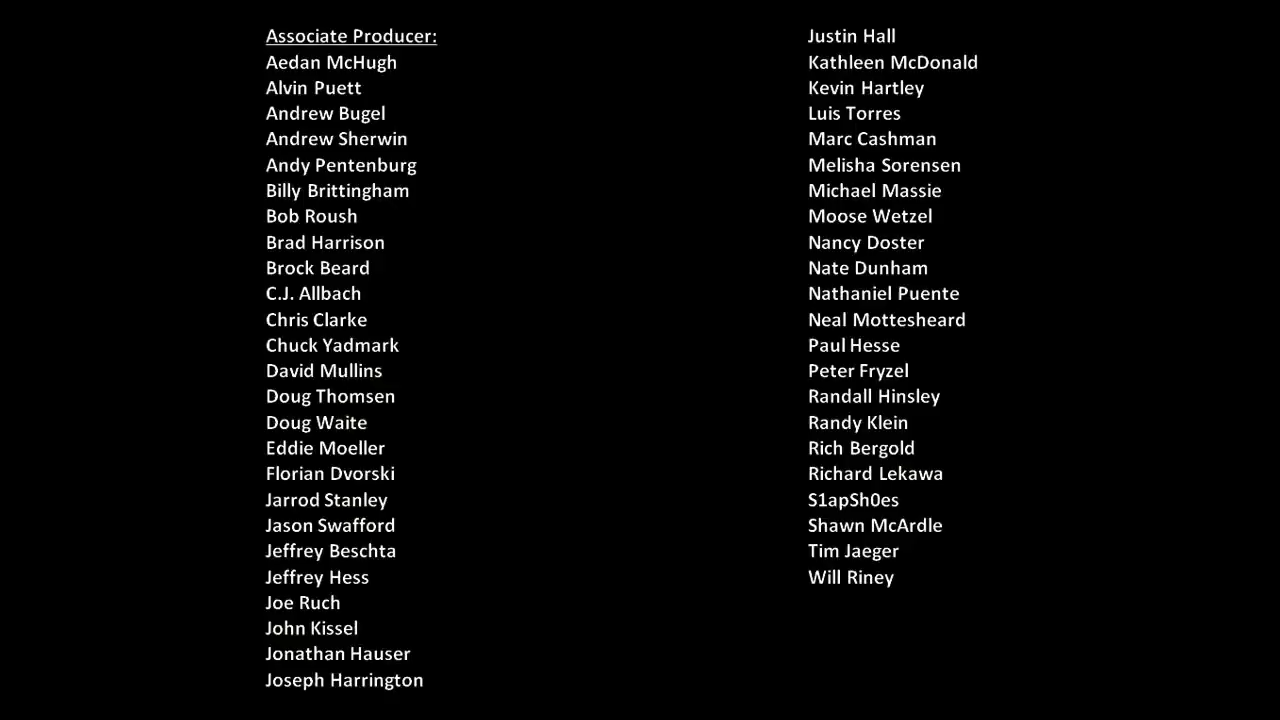 Associate Producer:
Aedan McHugh
Alvin Puett
Andrew Bugel
Andrew Sherwin
Andy Pentenburg
Billy Brittingham
Bob Roush
Brad Harrison
Brock Beard
C.J. Allbach
Chris Clarke
Chuck Yadmark
David Mullins
Doug Thomsen
Doug Waite
Eddie Moeller
Florian Dvorski
Jarrod Stanley
Jason Swafford
Jeffrey Beschta
Jeffrey Hess
Joe Ruch
John Kissel
Jonathan Hauser
Joseph Harrington
Justin Hall
Kathleen McDonald
Kevin Hartley
Luis Torres
Marc Cashman
Melisha Sorensen
Michael Massie
Moose Wetzel
Nancy Doster
Nate Dunham
Nathaniel Puente
Neal Mottesheard
Paul Hesse
Peter Fryzel
Randall Hinsley
Randy Klein
Rich Bergold
Richard Lekawa
S1apSh0es
Shawn McArdle
Tim Jaeger
Will Riney